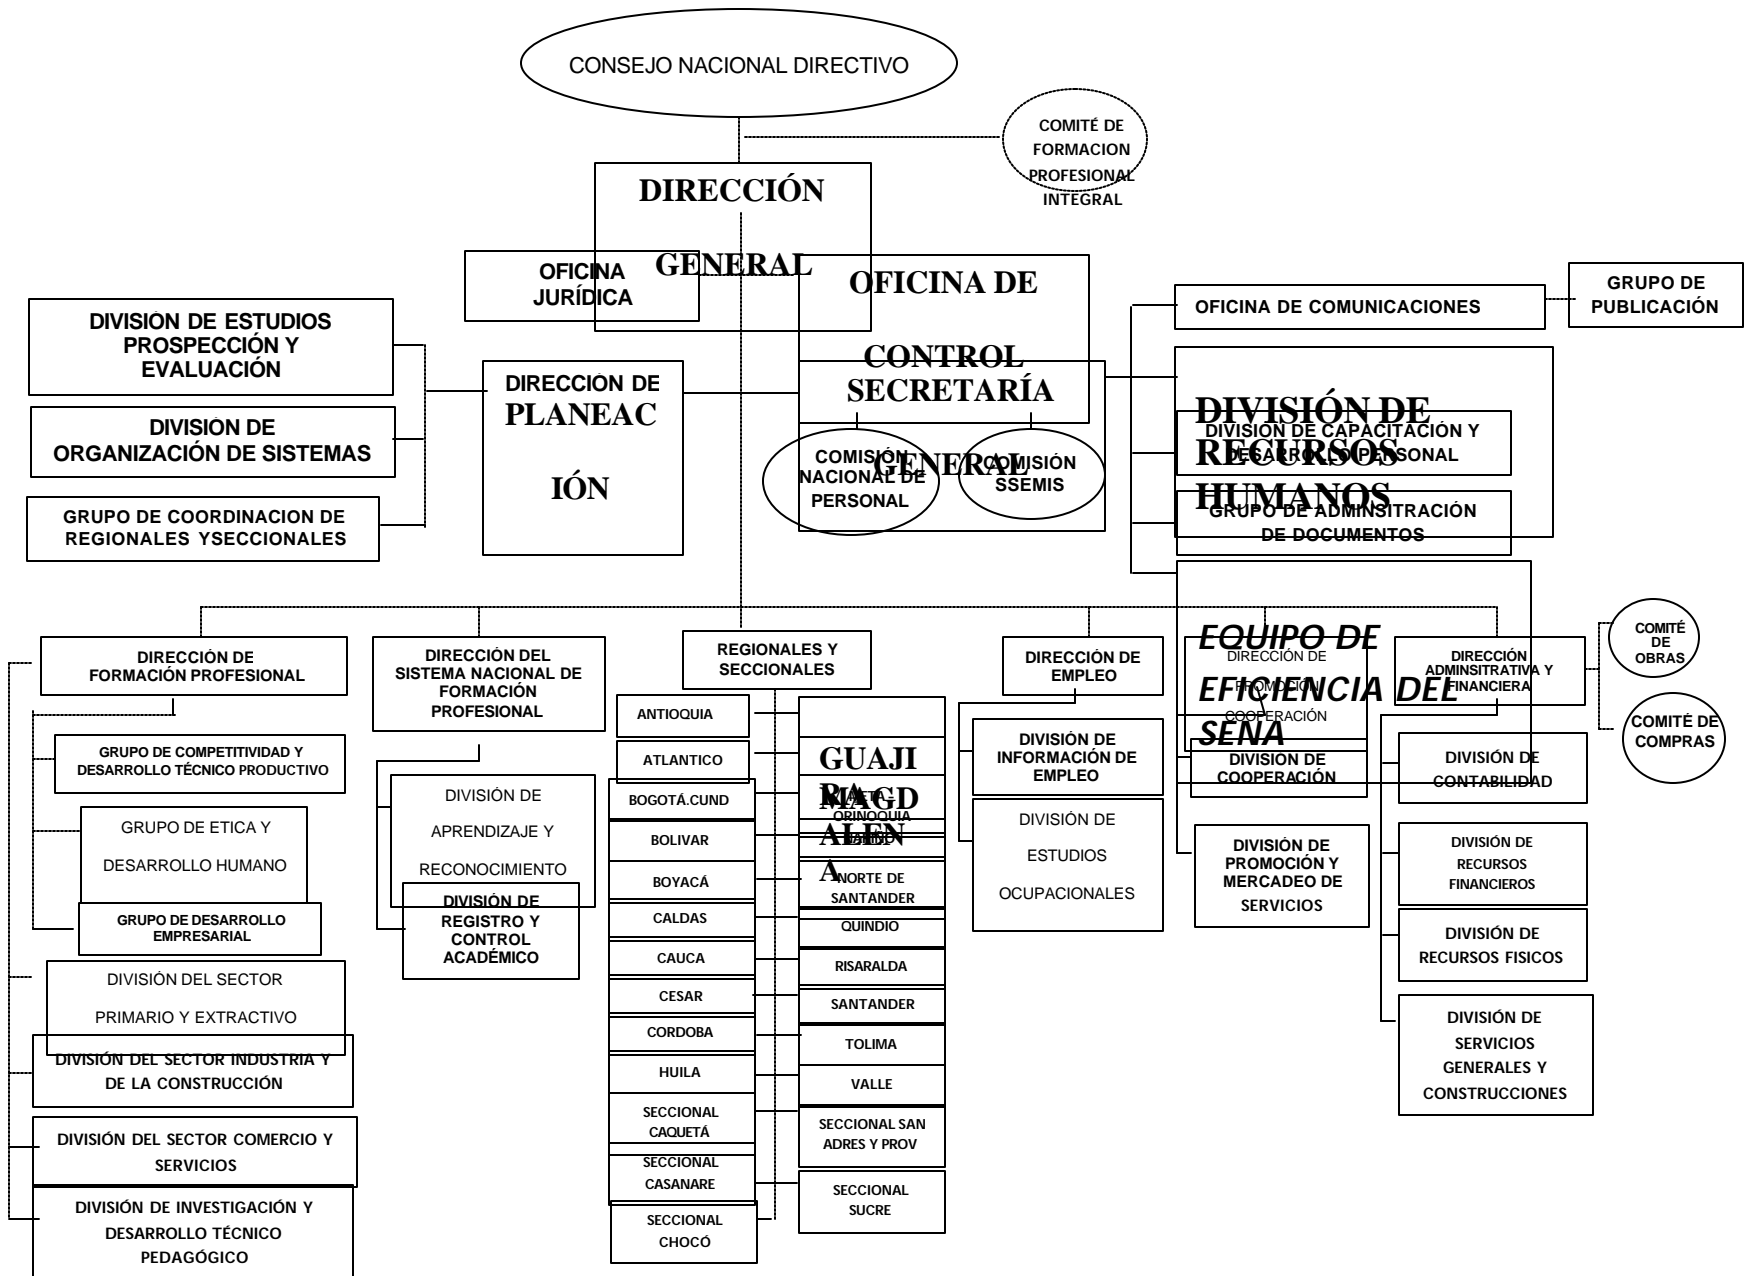 CONSEJO NACIONAL DIRECTIVO
COMITÉ DE
FORMACION
PROFESIONAL
INTEGRAL
DIRECCIÓN
GENERAL
OFICINA
JURÍDICA
OFICINA DE
CONTROL
SECRETARÍA
GENERAL
COMISIÓN
NACIONAL DE
PERSONAL
COMISIÓN
SSEMIS
DIRECCIÓN DE
PLANEAC
IÓN
DIVISIÓN DE ESTUDIOS
PROSPECCIÓN Y
EVALUACIÓN
DIVISIÓN DE
ORGANIZACIÓN DE SISTEMAS
GRUPO DE COORDINACION DE
REGIONALES YSECCIONALES
OFICINA DE COMUNICACIONES
GRUPO DE
PUBLICACIÓN
DIVISIÓN DE
RECURSOS
HUMANOS
DIVISIÓN DE CAPACITACIÓN Y
DESARROLLO PERSONAL
GRUPO DE ADMINSITRACIÓN
DE DOCUMENTOS
EQUIPO DE
EFICIENCIA DEL
SENA
DIRECCIÓN DE
FORMACIÓN PROFESIONAL
GRUPO DE COMPETITIVIDAD Y
DESARROLLO TÉCNICO PRODUCTIVO
GRUPO DE ETICA Y
DESARROLLO HUMANO
GRUPO DE DESARROLLO
EMPRESARIAL
DIVISIÓN DEL SECTOR
PRIMARIO Y EXTRACTIVO
DIVISIÓN DEL SECTOR INDUSTRIA Y
DE LA CONSTRUCCIÓN
DIVISIÓN DEL SECTOR COMERCIO Y
SERVICIOS
DIVISIÓN DE INVESTIGACIÓN Y
DESARROLLO TÉCNICO
PEDAGÓGICO
DIRECCIÓN DEL
SISTEMA NACIONAL DE
FORMACIÓN
PROFESIONAL
DIVISIÓN DE
APRENDIZAJE Y
RECONOCIMIENTO
DIVISIÓN DE
REGISTRO Y
CONTROL
ACADÉMICO
REGIONALES Y
SECCIONALES
ANTIOQUIA
ATLANTICO
BOGOTÁ.CUND
BOLIVAR
BOYACÁ
CALDAS
CAUCA
CESAR
CORDOBA
HUILA
SECCIONAL
CAQUETÁ
SECCIONAL
CASANARE
SECCIONAL
CHOCÓ
GUAJI
RA
MAGD
ALEN
A
META -
ORINOQUIA
NARIÑO
NORTE DE
SANTANDER
QUINDIO
RISARALDA
SANTANDER
TOLIMA
VALLE
SECCIONAL SAN
ADRES Y PROV
SECCIONAL
SUCRE
DIRECCIÓN DE
EMPLEO
DIVISIÓN DE
INFORMACIÓN DE
EMPLEO
DIVISIÓN DE
ESTUDIOS
OCUPACIONALES
DIRECCIÓN DE
PROMOCIÓN
COOPERACIÓN
DIVISIÓN DE
COOPERACIÓN
DIVISIÓN DE
PROMOCIÓN Y
MERCADEO DE
SERVICIOS
DIRECCIÓN
ADMINSITRATIVA Y
FINANCIERA
COMITÉ
DE
OBRAS
COMITÉ DE
COMPRAS
DIVISIÓN DE
CONTABILIDAD
DIVISIÓN DE
RECURSOS
FINANCIEROS
DIVISIÓN DE
RECURSOS FISICOS
DIVISIÓN DE
SERVICIOS
GENERALES Y
CONSTRUCCIONES